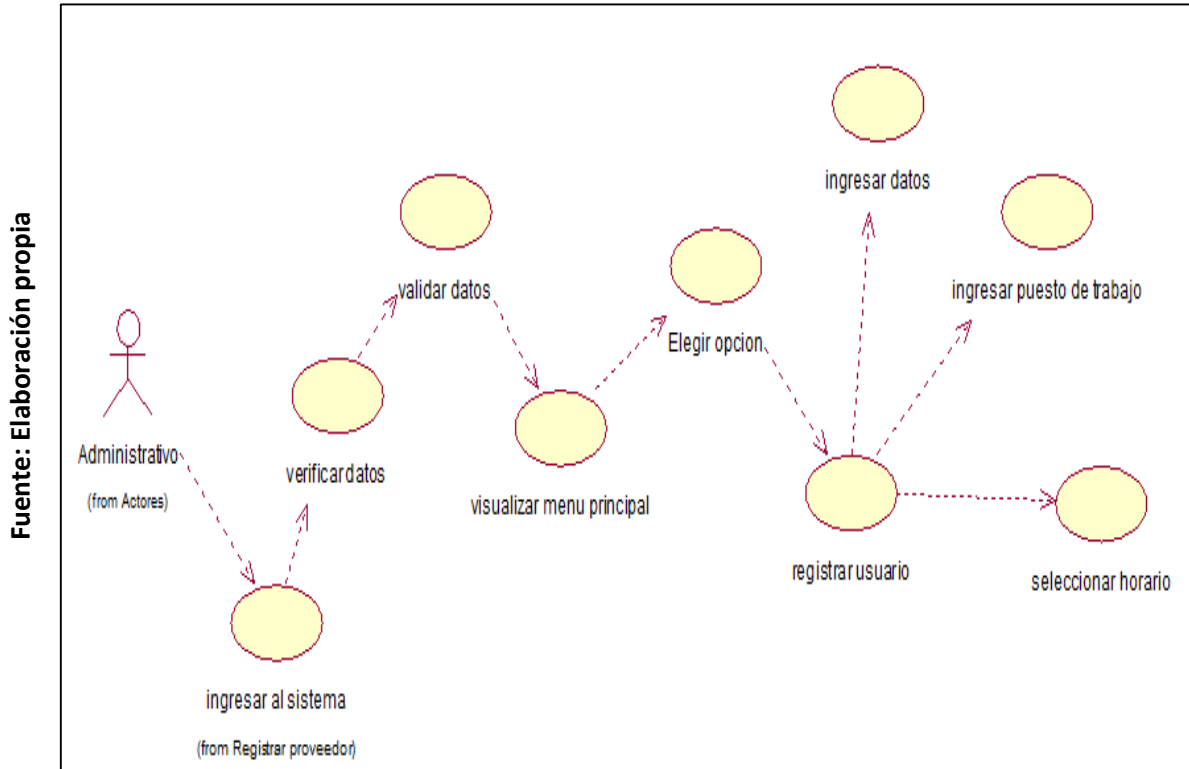 Fuente: Elaboración propia
Administrativo
(from Actores)
ingresar al sistema
(from Registrar proveedor)
verificar datos
validar datos
visualizar menu principal
Elegir opcion
registrar usuario
ingresar datos
ingresar puesto de trabajo
seleccionar horario